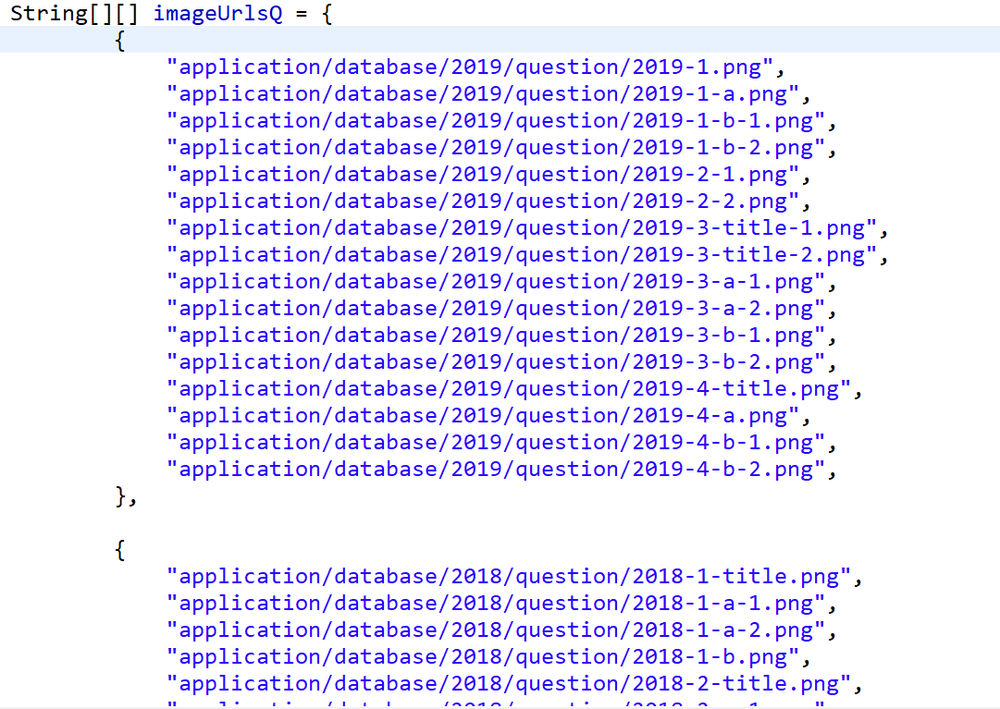 String[][] imageUrlsQ = {
{
"application/database/2019/question/2019-1.png",
"application/database/2019/question/2019-1-a.png",
"application/database/2019/question/2019-1-b-1.png",
"application/database/2019/question/2019-1-b-2.png",
"application/database/2019/question/2019-2-1.png",
"application/database/2019/question/2019-2-2.png",
"application/database/2019/question/2019-3-title-1.png",
"application/database/2019/question/2019-3-title-2.png",
"application/database/2019/question/2019-3-a-1.png",
"application/database/2019/question/2019-3-a-2.png",
"application/database/2019/question/2019-3-b-1.png",
"application/database/2019/question/2019-3-b-2.png",
"application/database/2019/question/2019-4-title.png",
"application/database/2019/question/2019-4-a.png",
"application/database/2019/question/2019-4-b-1.png",
"application/database/2019/question/2019-4-b-2.png",
},
{
"application/database/2018/question/2018-1-title.png",
"application/database/2018/question/2018-1-a-1.png",
"application/database/2018/question/2018-1-a-2.png",
"application/database/2018/question/2018-1-b.png",
"application/database/2018/question/2018-2-title.png",